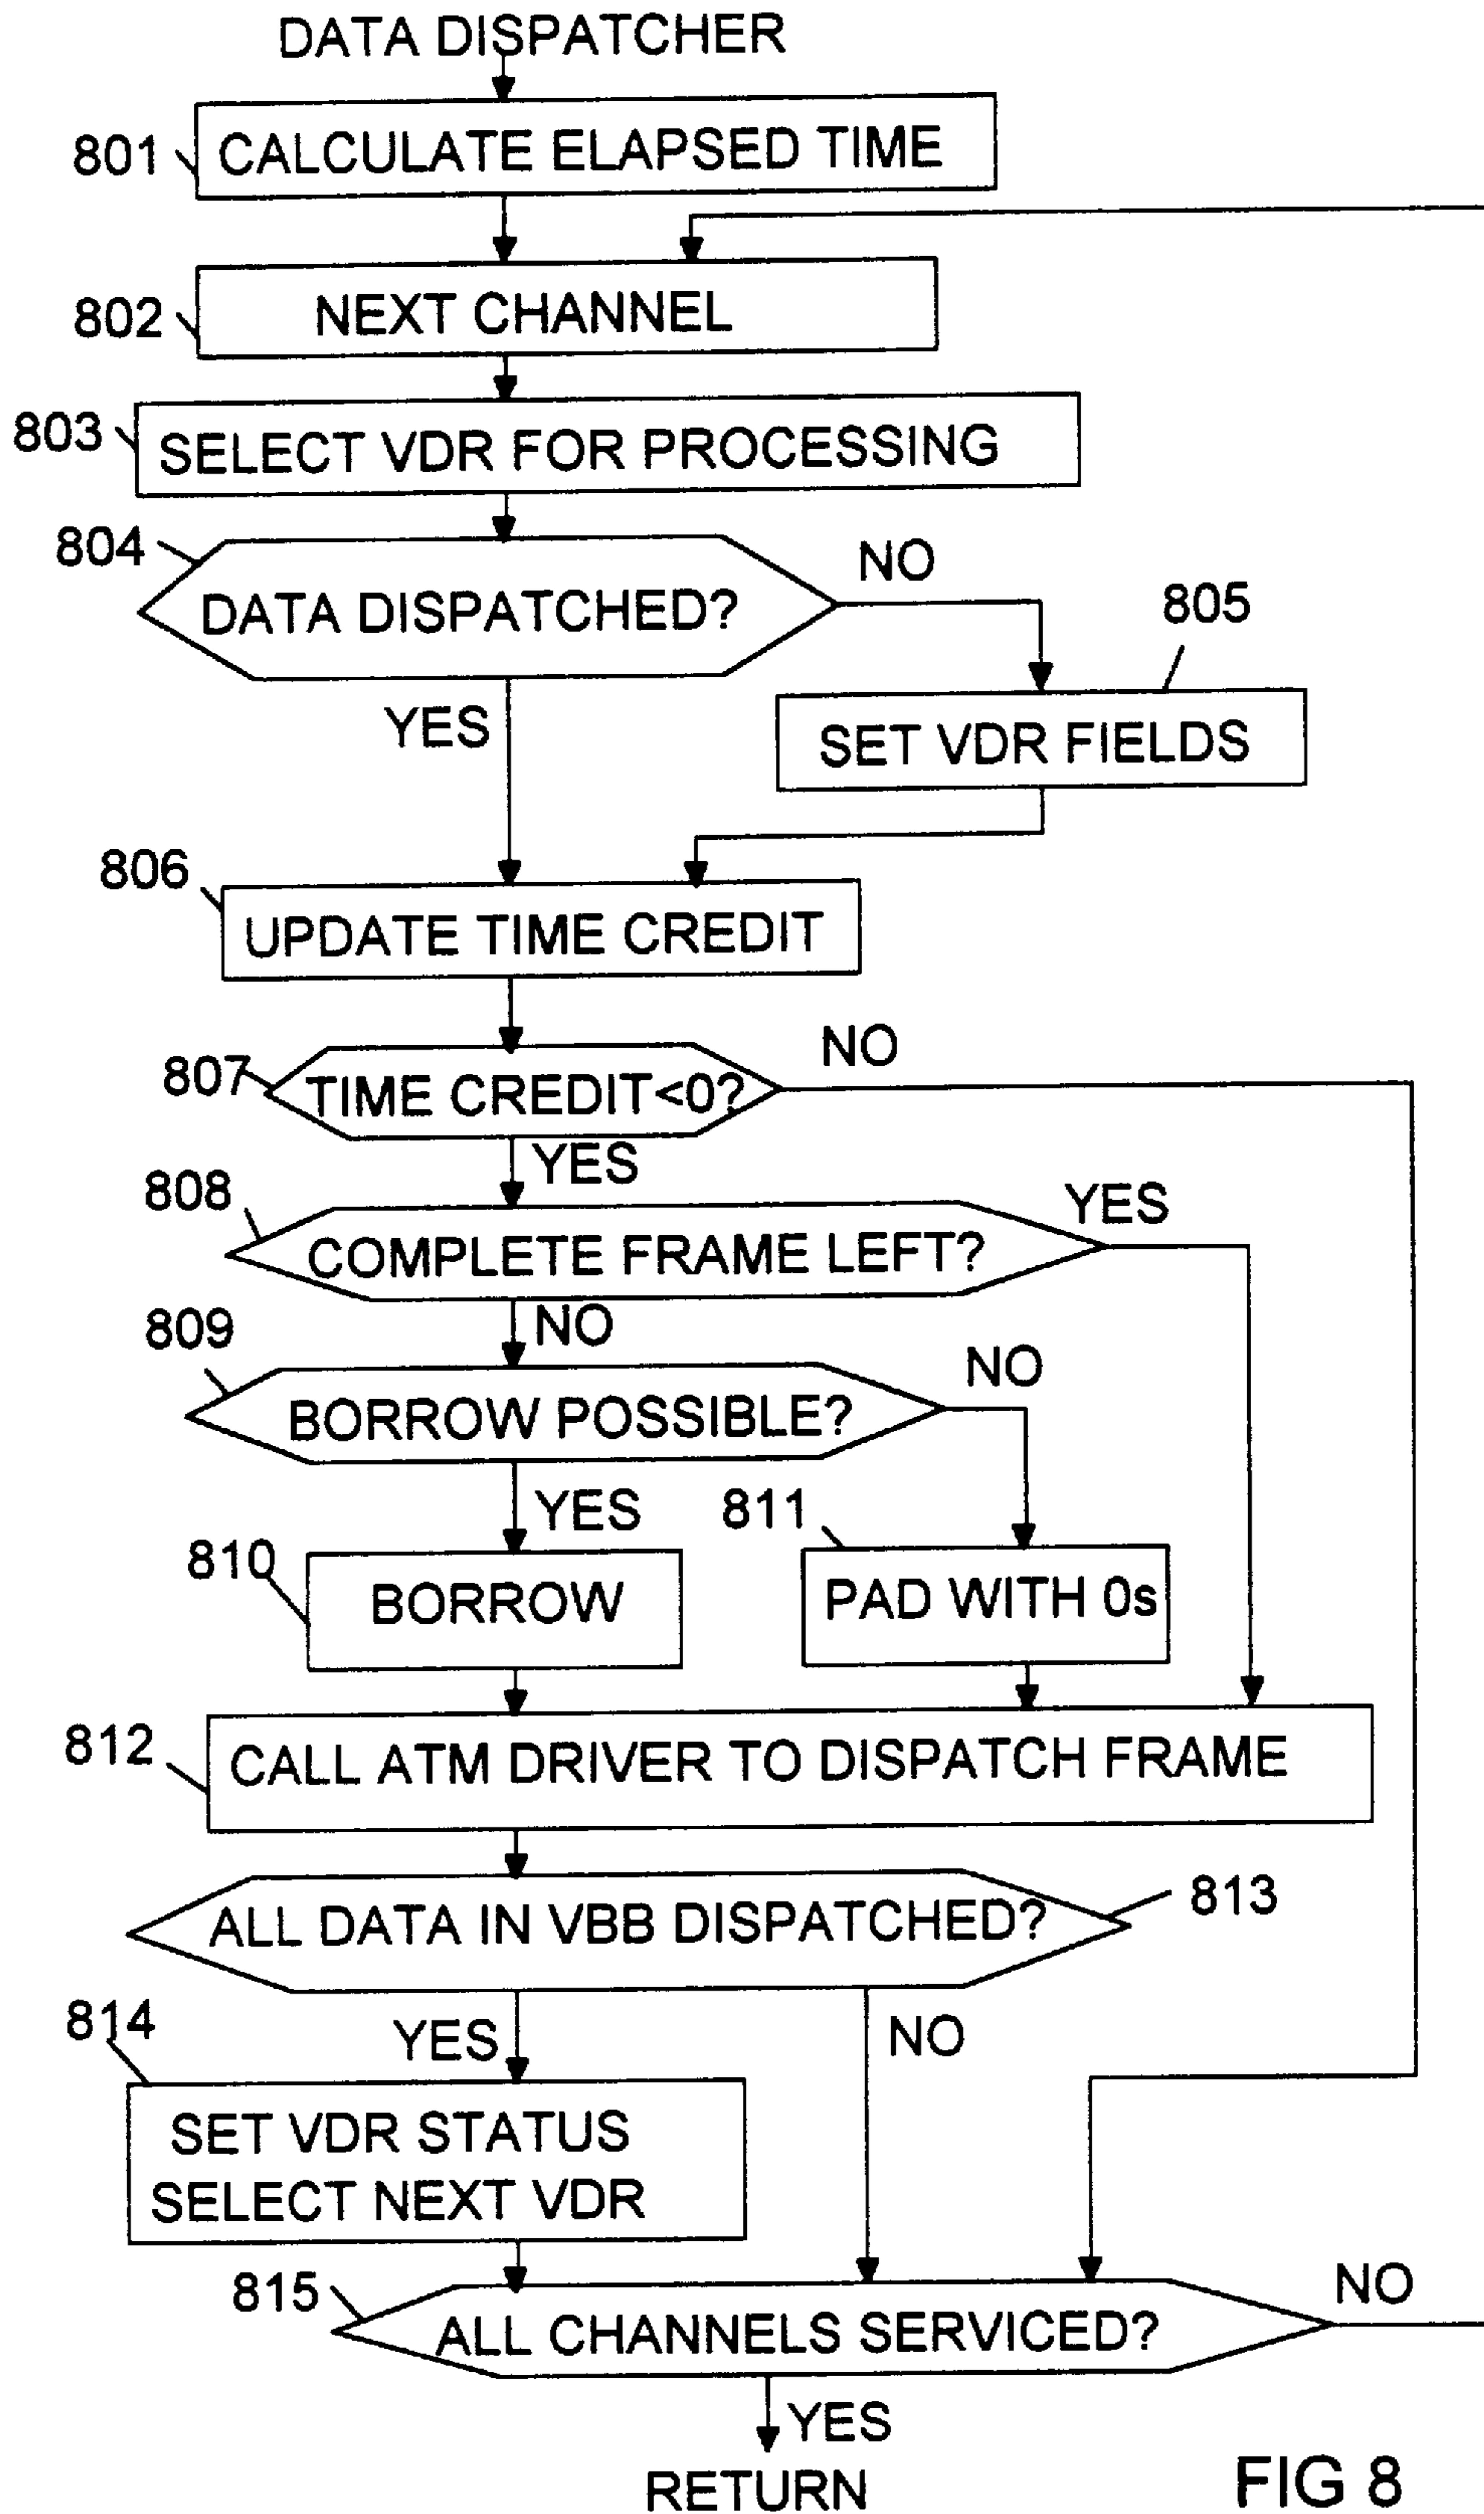 DATA DISPATCHER
801
CALCULATE ELAPSED TIME
802
NEXT CHANNEL
803
SELECT VDR FOR PROCESSING
804
DATA DISPATCHED?
NO
805
YES
SET VDR FIELDS
806
UPDATE TIME CREDIT
807
TIME CREDIT<0?
NO
YES
808
COMPLETE FRAME LEFT?
YES
NO
809
BORROW POSSIBLE?
NO
YES
810
BORROW
811
PAD WITH 0s
812
CALL ATM DRIVER TO DISPATCH FRAME
ALL DATA IN VBB DISPATCHED?
813
814
YES
NO
SET VDR STATUS
SELECT NEXT VDR
815
ALL CHANNELS SERVICED?
NO
YES
RETURN
FIG 8